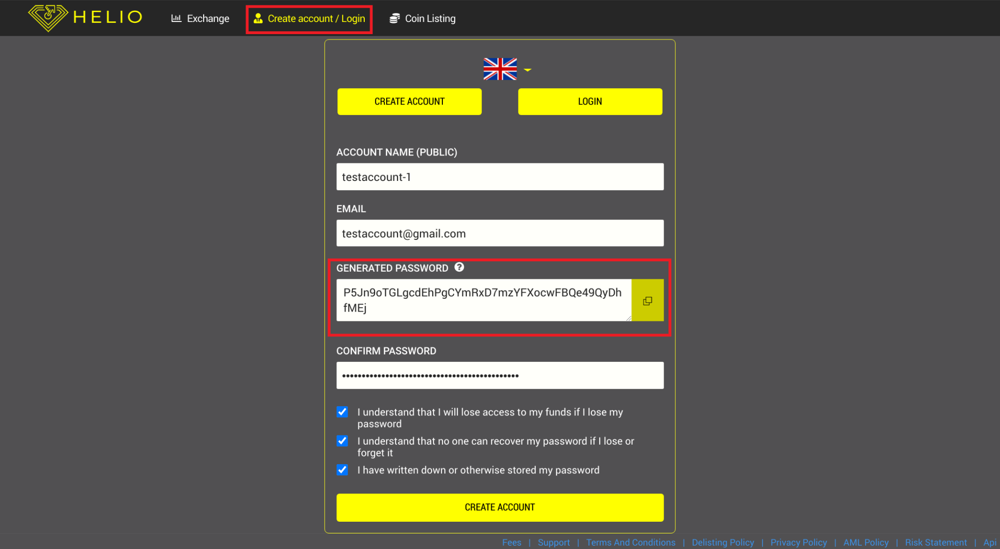 HELIO
Exchange
Create account / Login
Coin Listing
CREATE ACCOUNT
LOGIN
ACCOUNT NAME (PUBLIC)
testaccount-1
EMAIL
testaccount@gmail.com
GENERATED PASSWORD ?
P5Jn9oTGLgcdEhPgCYmRxD7mzYFXocwFBQe49QyDh
fMEj
CONFIRM PASSWORD
I understand that I will lose access to my funds if I lose my
password
I understand that no one can recover my password if I lose or
forget it
I have written down or otherwise stored my password
CREATE ACCOUNT
Fees | Support | Terms And Conditions | Delisting Policy | Privacy Policy | AML Policy | Risk Statement | Api